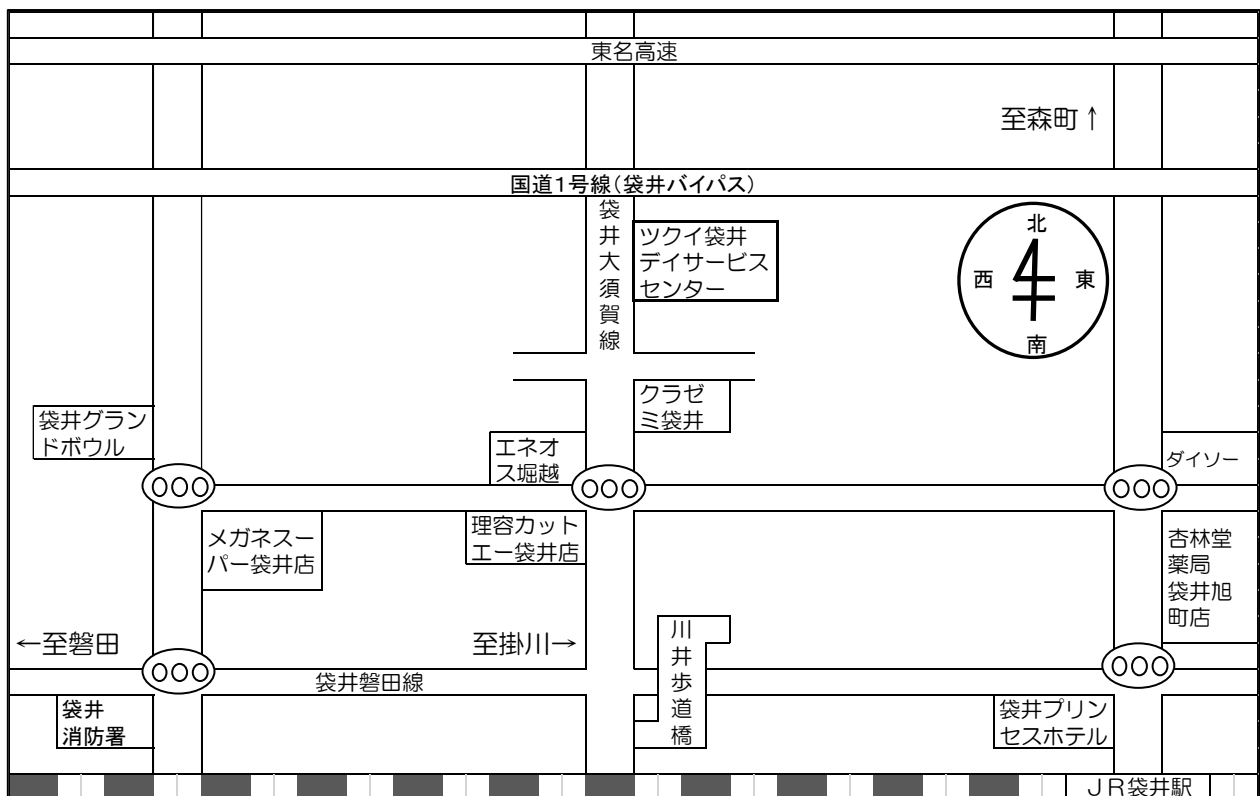 東名高速
至森町↑
国道1号線(袋井バイパス)
袋井大須賀線
ツクイ袋井
デイサービス
センター
北
西
東
南
クラゼ
ミ袋井
袋井グラン
ドボウル
エネオ
ス堀越
ダイソー
メガネスー
パー袋井店
理容カット
エー袋井店
杏林堂
薬局
袋井旭
町店
←至磐田
至掛川→
川井歩道橋
袋井磐田線
袋井
消防署
袋井プリン
セスホテル
JR袋井駅